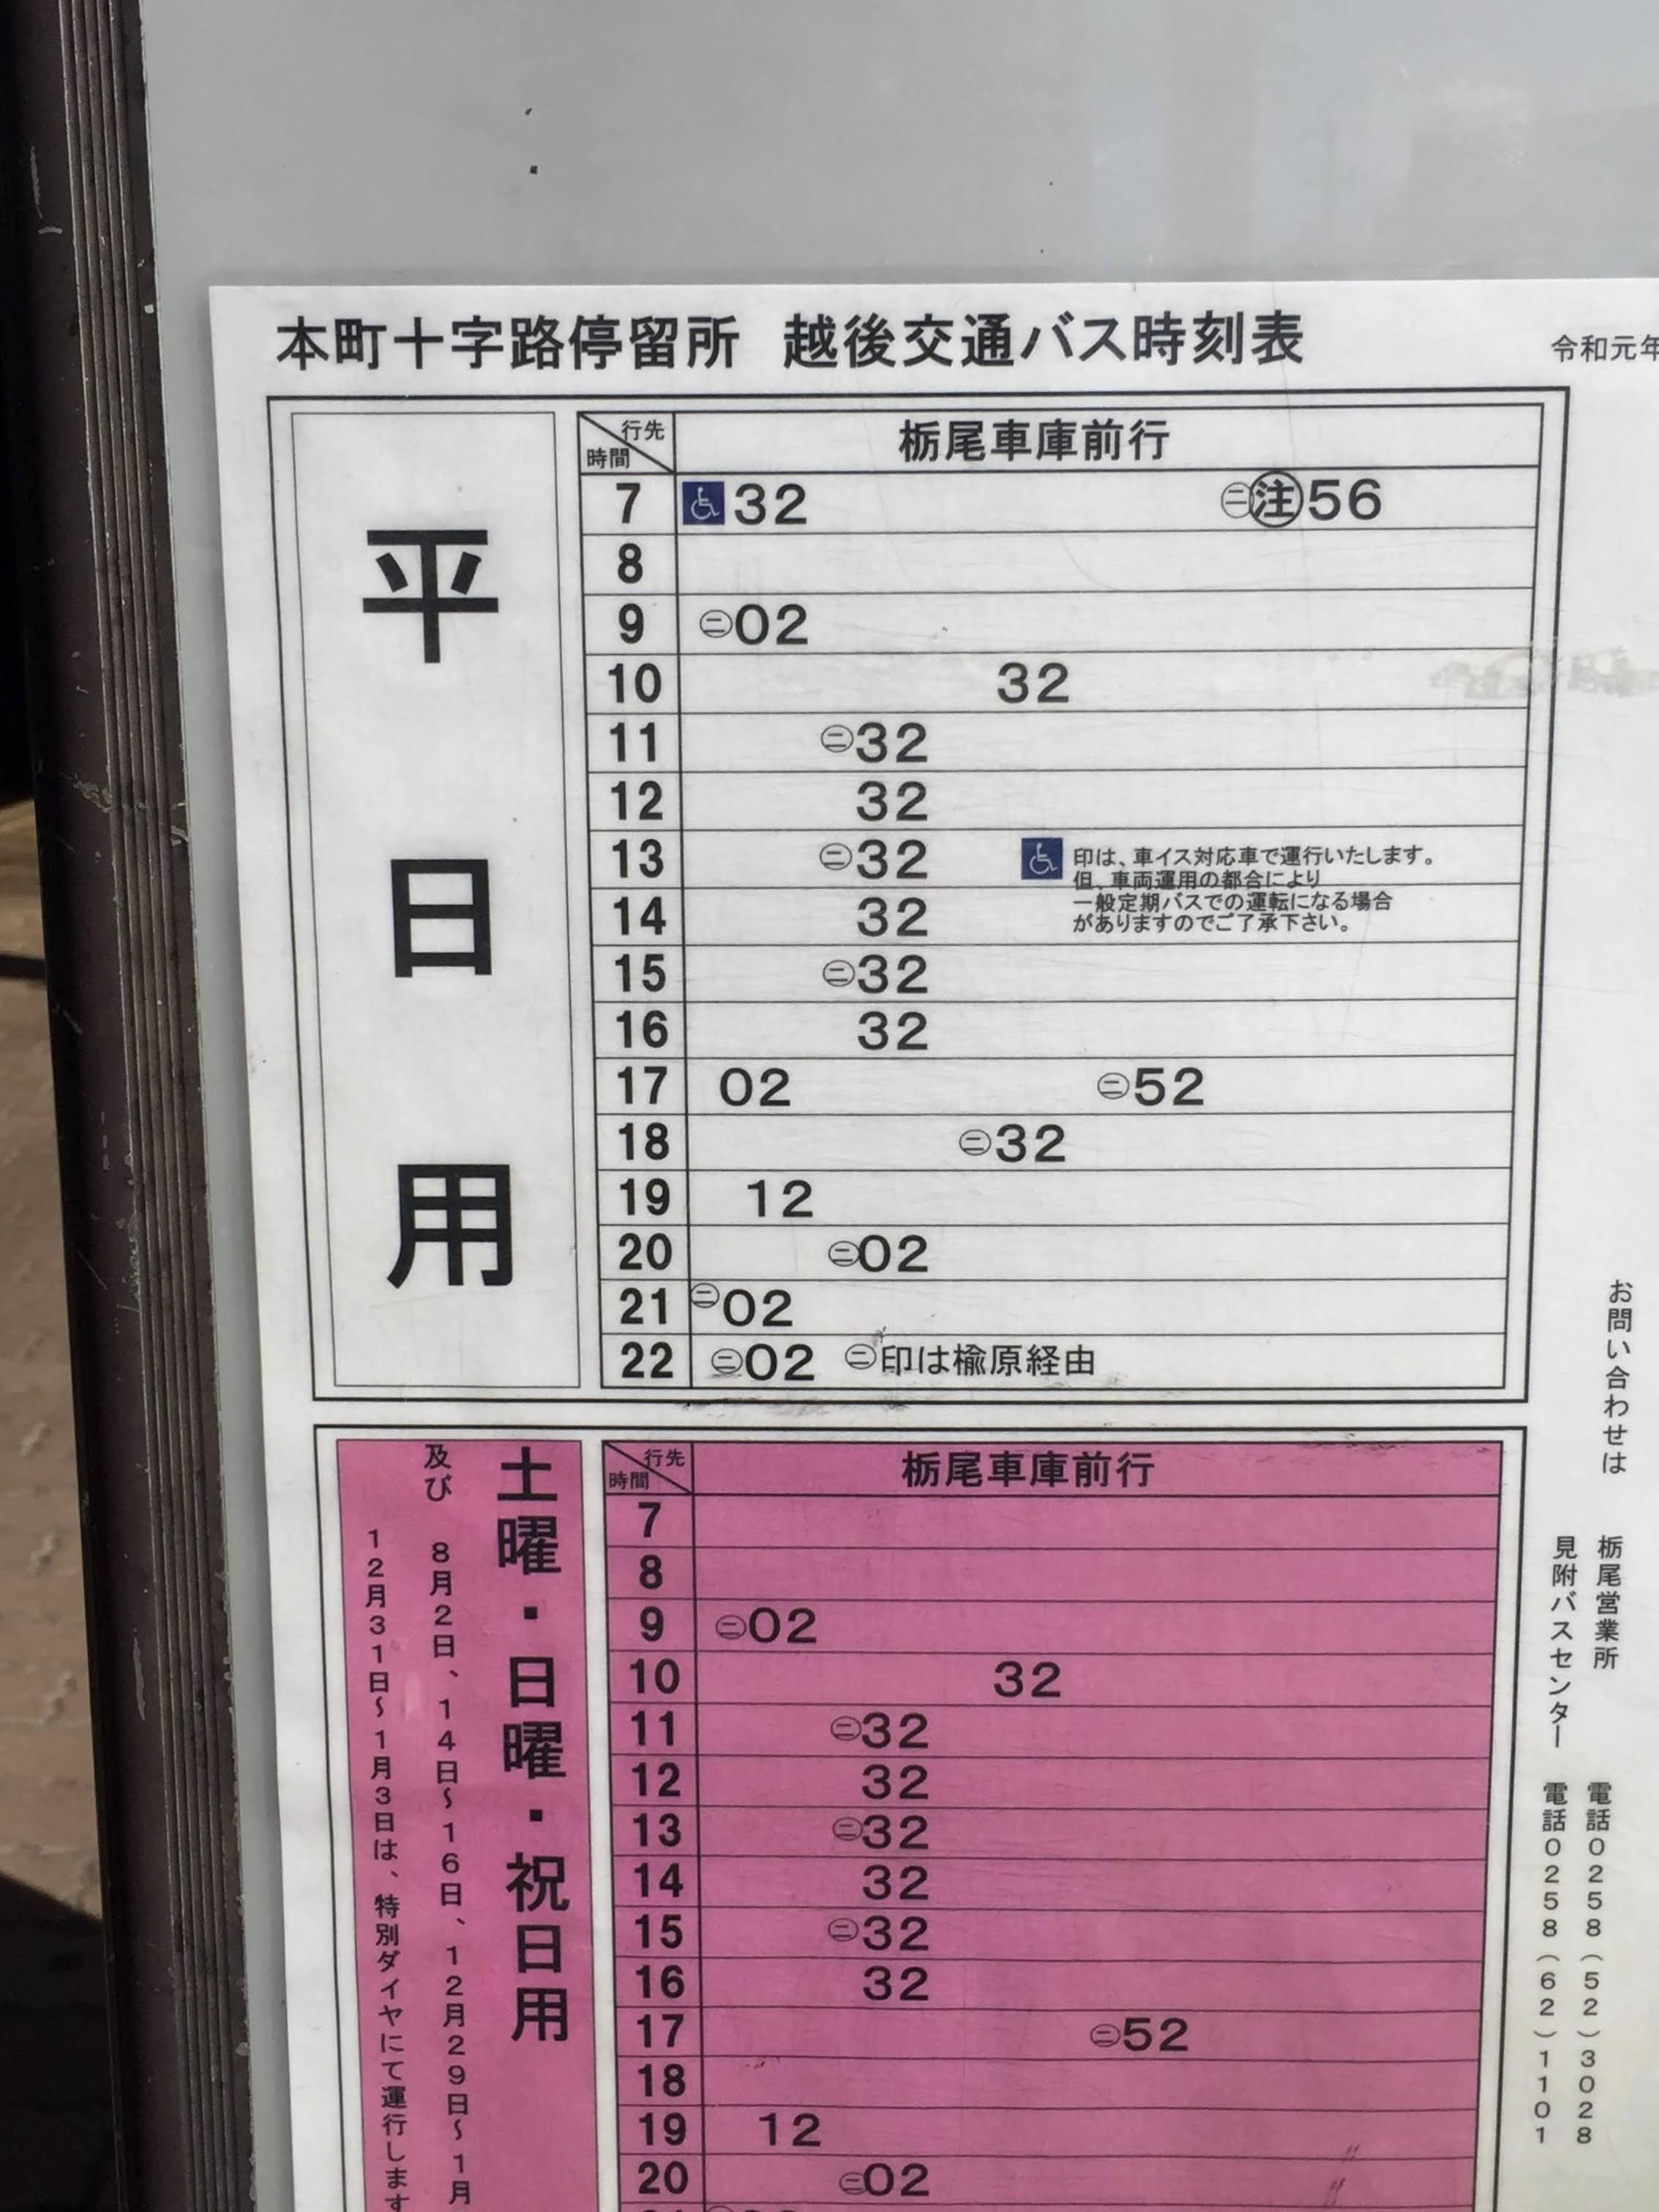 本町十字路停留所 越後交通バス時刻表
令和元年
平日用
行先
時間
栃尾車庫前行
7 32 ㊁㊟56
8
9 ㊁02
10 32
11 ㊁32
12 32
13 ㊁32
14 32
15 ㊁32
16 32
17 02 ㊁52
18 ㊁32
19 12
20 ㊁02
21 ㊁02
22 ㊁02 ㊁印は楡原経由
印は、車イス対応車で運行いたします。
但、車両運用の都合により
一般定期バスでの運転になる場合
がありますのでご了承下さい。
土曜・日曜・祝日用
及び 8月2日、14日~16日、12月29日~1月
12月31日~1月3日は、特別ダイヤにて運行します
行先
時間
栃尾車庫前行
7
8
9 ㊁02
10 32
11 ㊁32
12 32
13 ㊁32
14 32
15 ㊁32
16 32
17 ㊁52
18
19 12
20 ㊁02
お問い合わせは
栃尾営業所 電話0258(52)3028
見附バスセンター 電話0258(62)1101